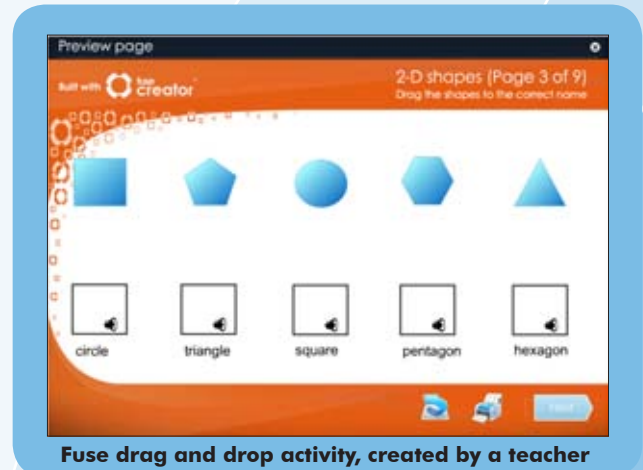 Preview page
Built with fuse creator
2-D shapes (Page 3 of 9)
Drag the shapes to the correct name
circle triangle square pentagon hexagon
Next
Fuse drag and drop activity, created by a teacher